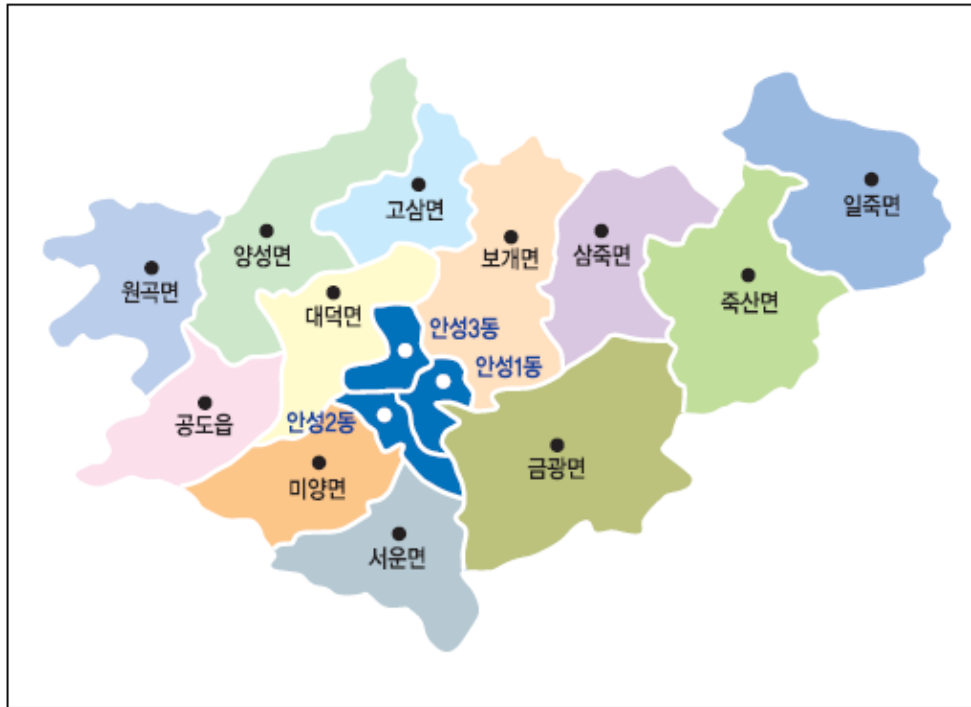 고삼면
일죽면
양성면
보개면
삼죽면
원곡면
죽산면
대덕면
안성3동
안성1동
공도읍
안성2동
금광면
미양면
서운면